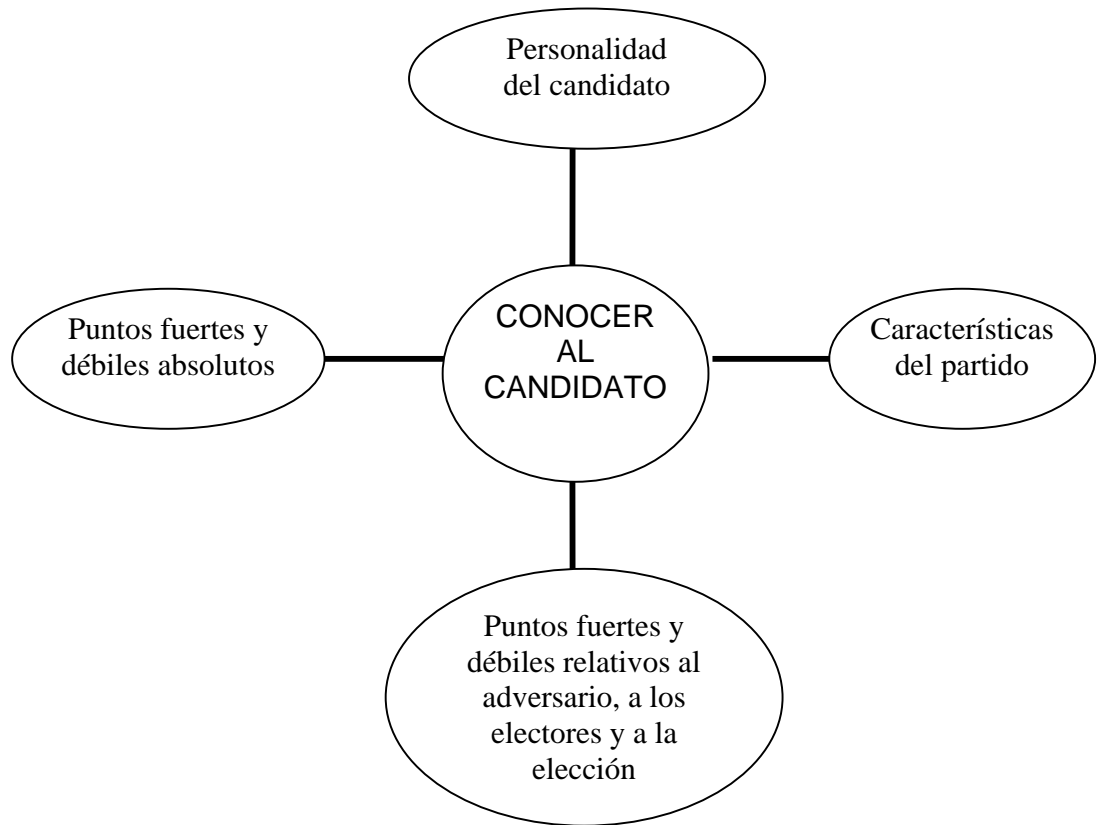 Personalidad
del candidato
Puntos fuertes y
débiles absolutos
CONOCER
AL
CANDIDATO
Características
del partido
Puntos fuertes y
débiles relativos al
adversario, a los
electores y a la
elección